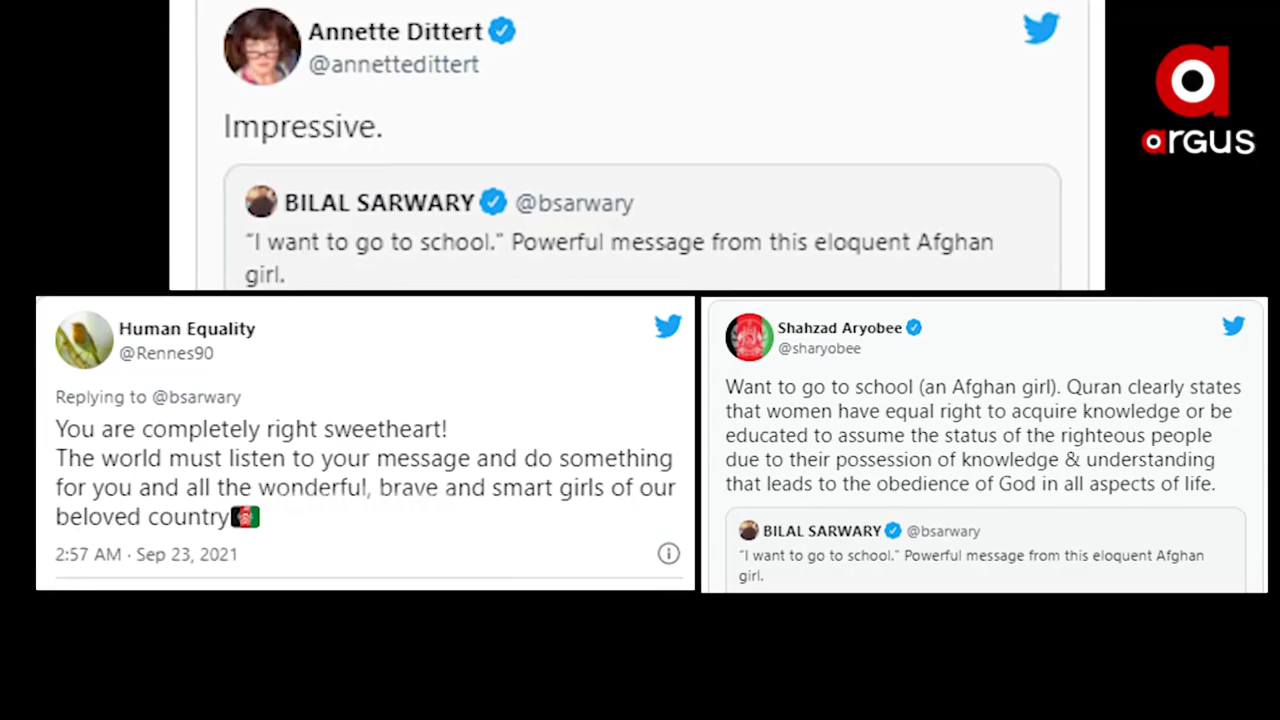 Annette Dittert
@annettedittert
Impressive.
BILAL SARWARY @bsarwary
“I want to go to school.” Powerful message from this eloquent Afghan
girl.
argus
Human Equality
@Rennes90
Replying to @bsarwary
You are completely right sweetheart!
The world must listen to your message and do something
for you and all the wonderful, brave and smart girls of our
beloved country🇦🇫
2:57 AM · Sep 23, 2021
Shahzad Aryobee
@sharyobee
Want to go to school (an Afghan girl). Quran clearly states
that women have equal right to acquire knowledge or be
educated to assume the status of the righteous people
due to their possession of knowledge & understanding
that leads to the obedience of God in all aspects of life.
BILAL SARWARY @bsarwary
“I want to go to school.” Powerful message from this eloquent Afghan
girl.